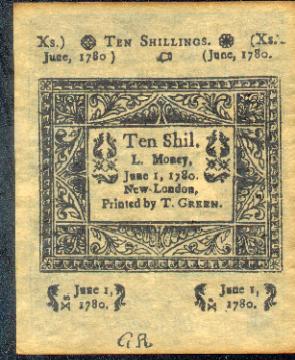 Xs.) TEN SHILLINGS. (Xs.
June, 1780) (June, 1780.
Ten Shil.
L. Money,
June 1, 1780.
New-London,
Printed by T. GREEN.
June 1, June 1,
1780. 1780.